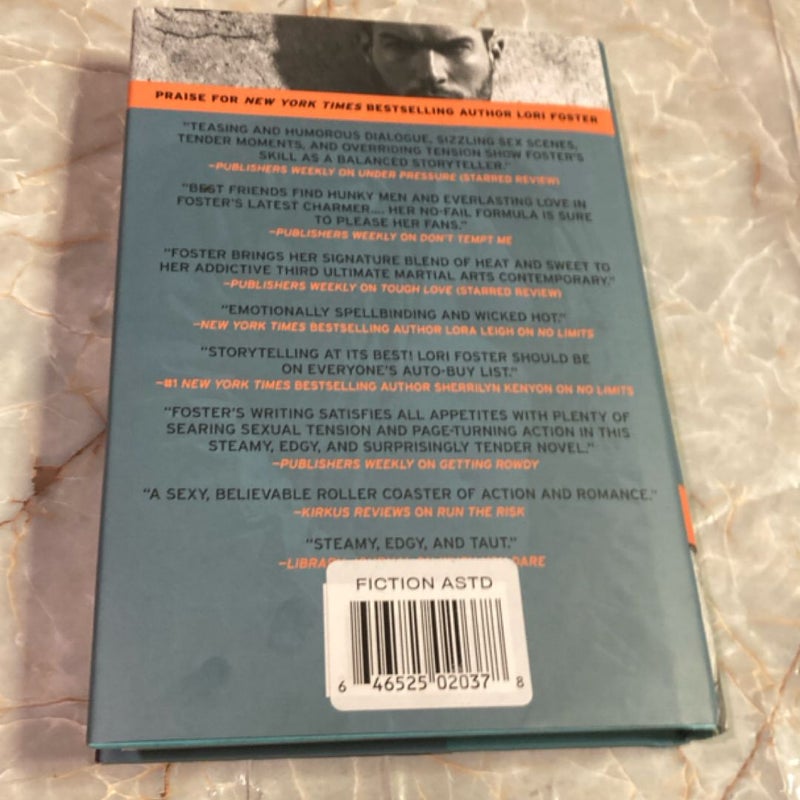 PRAISE FOR NEW YORK TIMES BESTSELLING AUTHOR LORI FOSTER
"TEASING AND HUMOROUS DIALOGUE, SIZZLING SEX SCENES,
TENDER MOMENTS, AND OVERRIDING TENSION SHOW FOSTER'S
SKILL AS A BALANCED STORYTELLER."
–PUBLISHERS WEEKLY ON UNDER PRESSURE (STARRED REVIEW)
"BEST FRIENDS FIND HUNKY MEN AND EVERLASTING LOVE IN
FOSTER'S LATEST CHARMER.... HER NO-FAIL FORMULA IS SURE
TO PLEASE HER FANS."
–PUBLISHERS WEEKLY ON DON'T TEMPT ME
"FOSTER BRINGS HER SIGNATURE BLEND OF HEAT AND SWEET TO
HER ADDICTIVE THIRD ULTIMATE MARTIAL ARTS CONTEMPORARY."
–PUBLISHERS WEEKLY ON TOUGH LOVE (STARRED REVIEW)
"EMOTIONALLY SPELLBINDING AND WICKED HOT."
–NEW YORK TIMES BESTSELLING AUTHOR LORA LEIGH ON NO LIMITS
"STORYTELLING AT ITS BEST! LORI FOSTER SHOULD BE
ON EVERYONE'S AUTO-BUY LIST."
–#1 NEW YORK TIMES BESTSELLING AUTHOR SHERRILYN KENYON ON NO LIMITS
"FOSTER'S WRITING SATISFIES ALL APPETITES WITH PLENTY OF
SEARING SEXUAL TENSION AND PAGE-TURNING ACTION IN THIS
STEAMY, EDGY, AND SURPRISINGLY TENDER NOVEL."
–PUBLISHERS WEEKLY ON GETTING ROWDY
"A SEXY, BELIEVABLE ROLLER COASTER OF ACTION AND ROMANCE."
–KIRKUS REVIEWS ON RUN THE RISK
"STEAMY, EDGY, AND TAUT."
DARE
FICTION ASTD
6 46525 02037 8